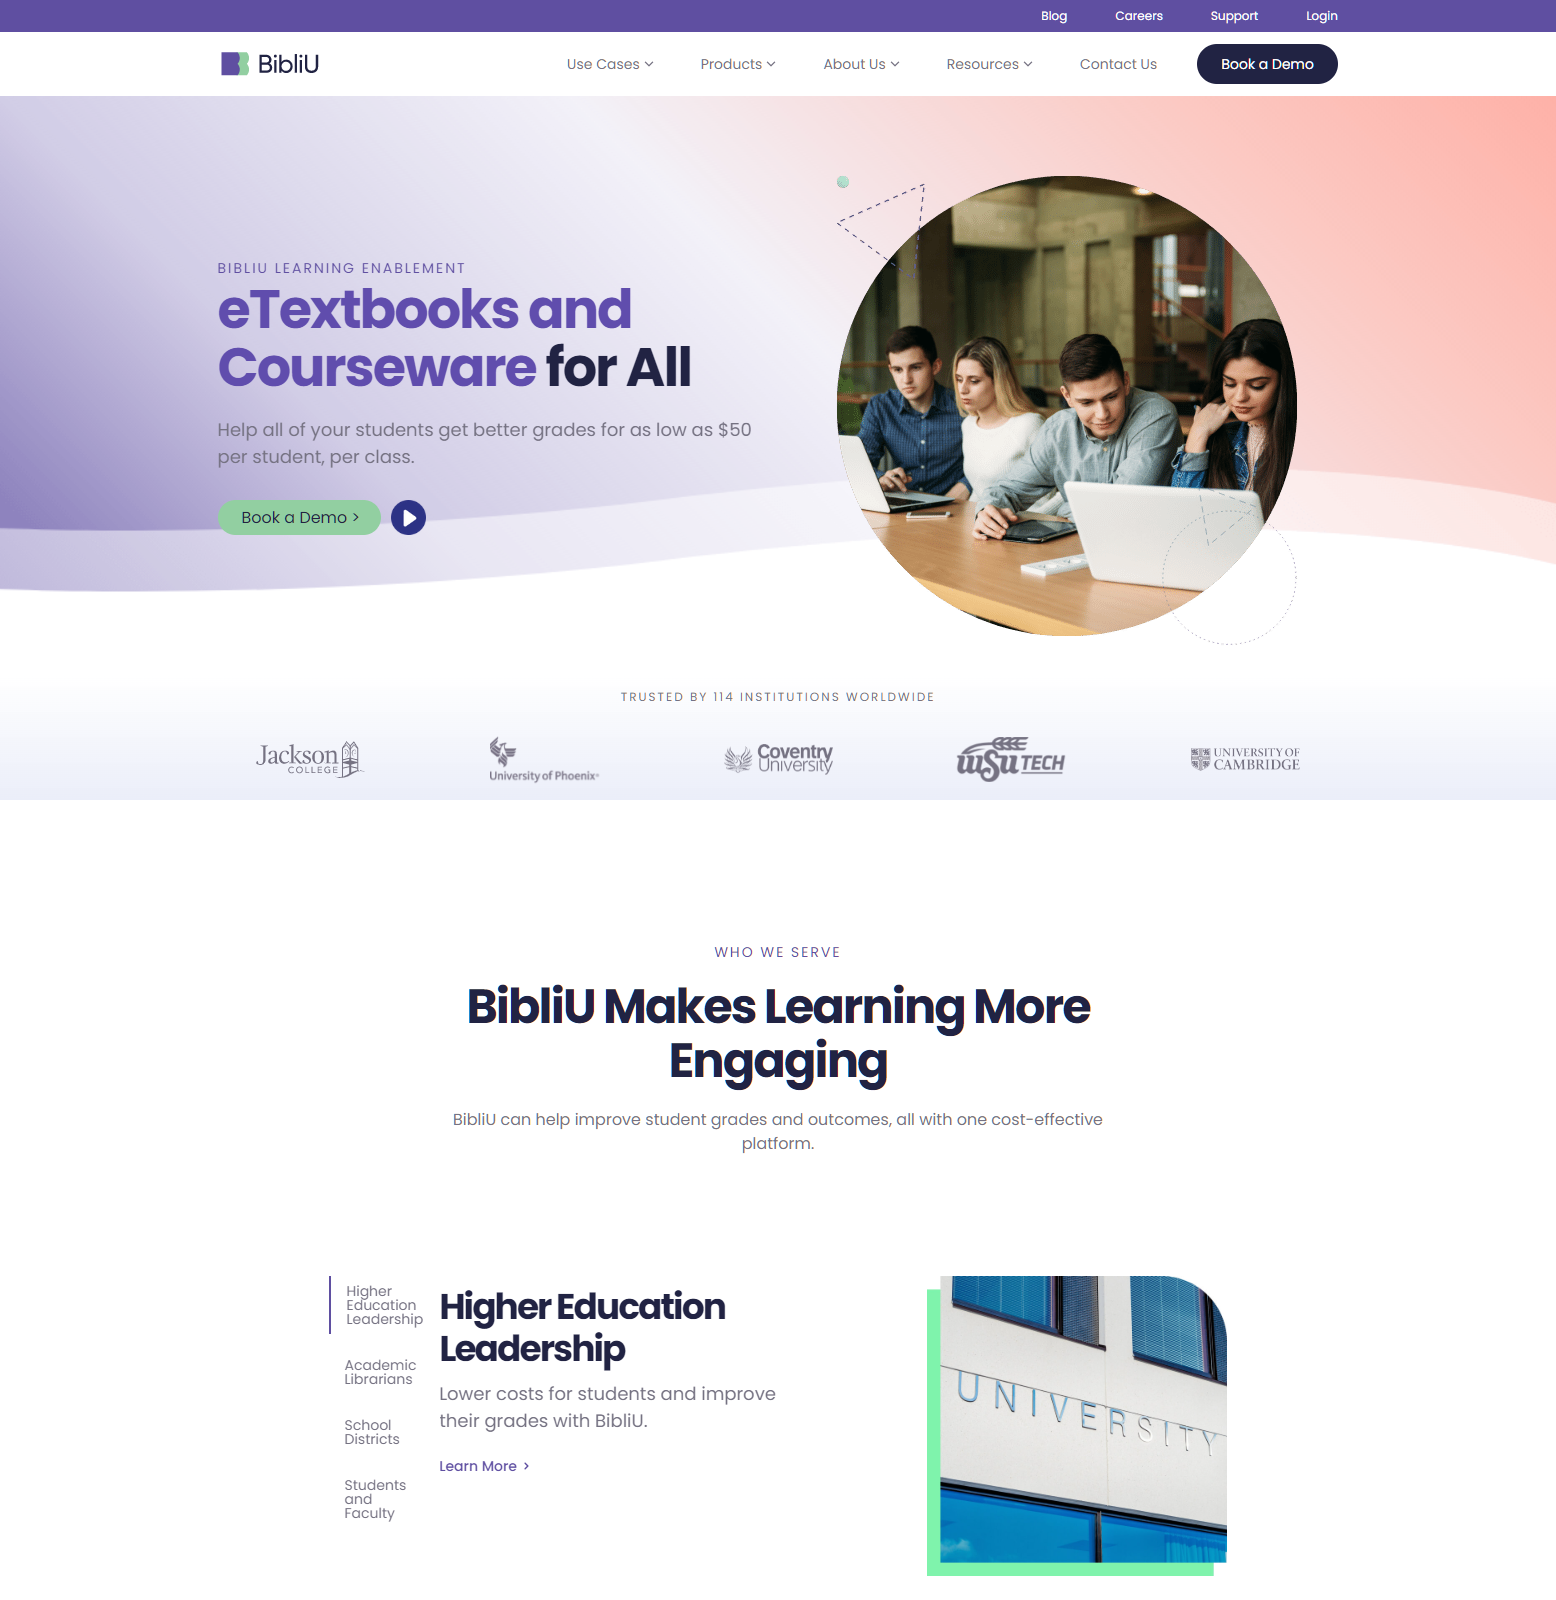 Blog Careers Support Login
BibliU Use Cases Products About Us Resources Contact Us Book a Demo
BIBLIU LEARNING ENABLEMENT
eTextbooks and
Courseware for All
Help all of your students get better grades for as low as $50
per student, per class.
Book a Demo >
TRUSTED BY 114 INSTITUTIONS WORLDWIDE
Jackson
COLLEGE
University of Phoenix®
Coventry
University
WSU TECH
UNIVERSITY OF
CAMBRIDGE
WHO WE SERVE
BibliU Makes Learning More
Engaging
BibliU can help improve student grades and outcomes, all with one cost-effective
platform.
Higher
Education
Leadership
Academic
Librarians
School
Districts
Students
and
Faculty
Higher Education
Leadership
Lower costs for students and improve
their grades with BibliU.
Learn More >
UNIVERSITY